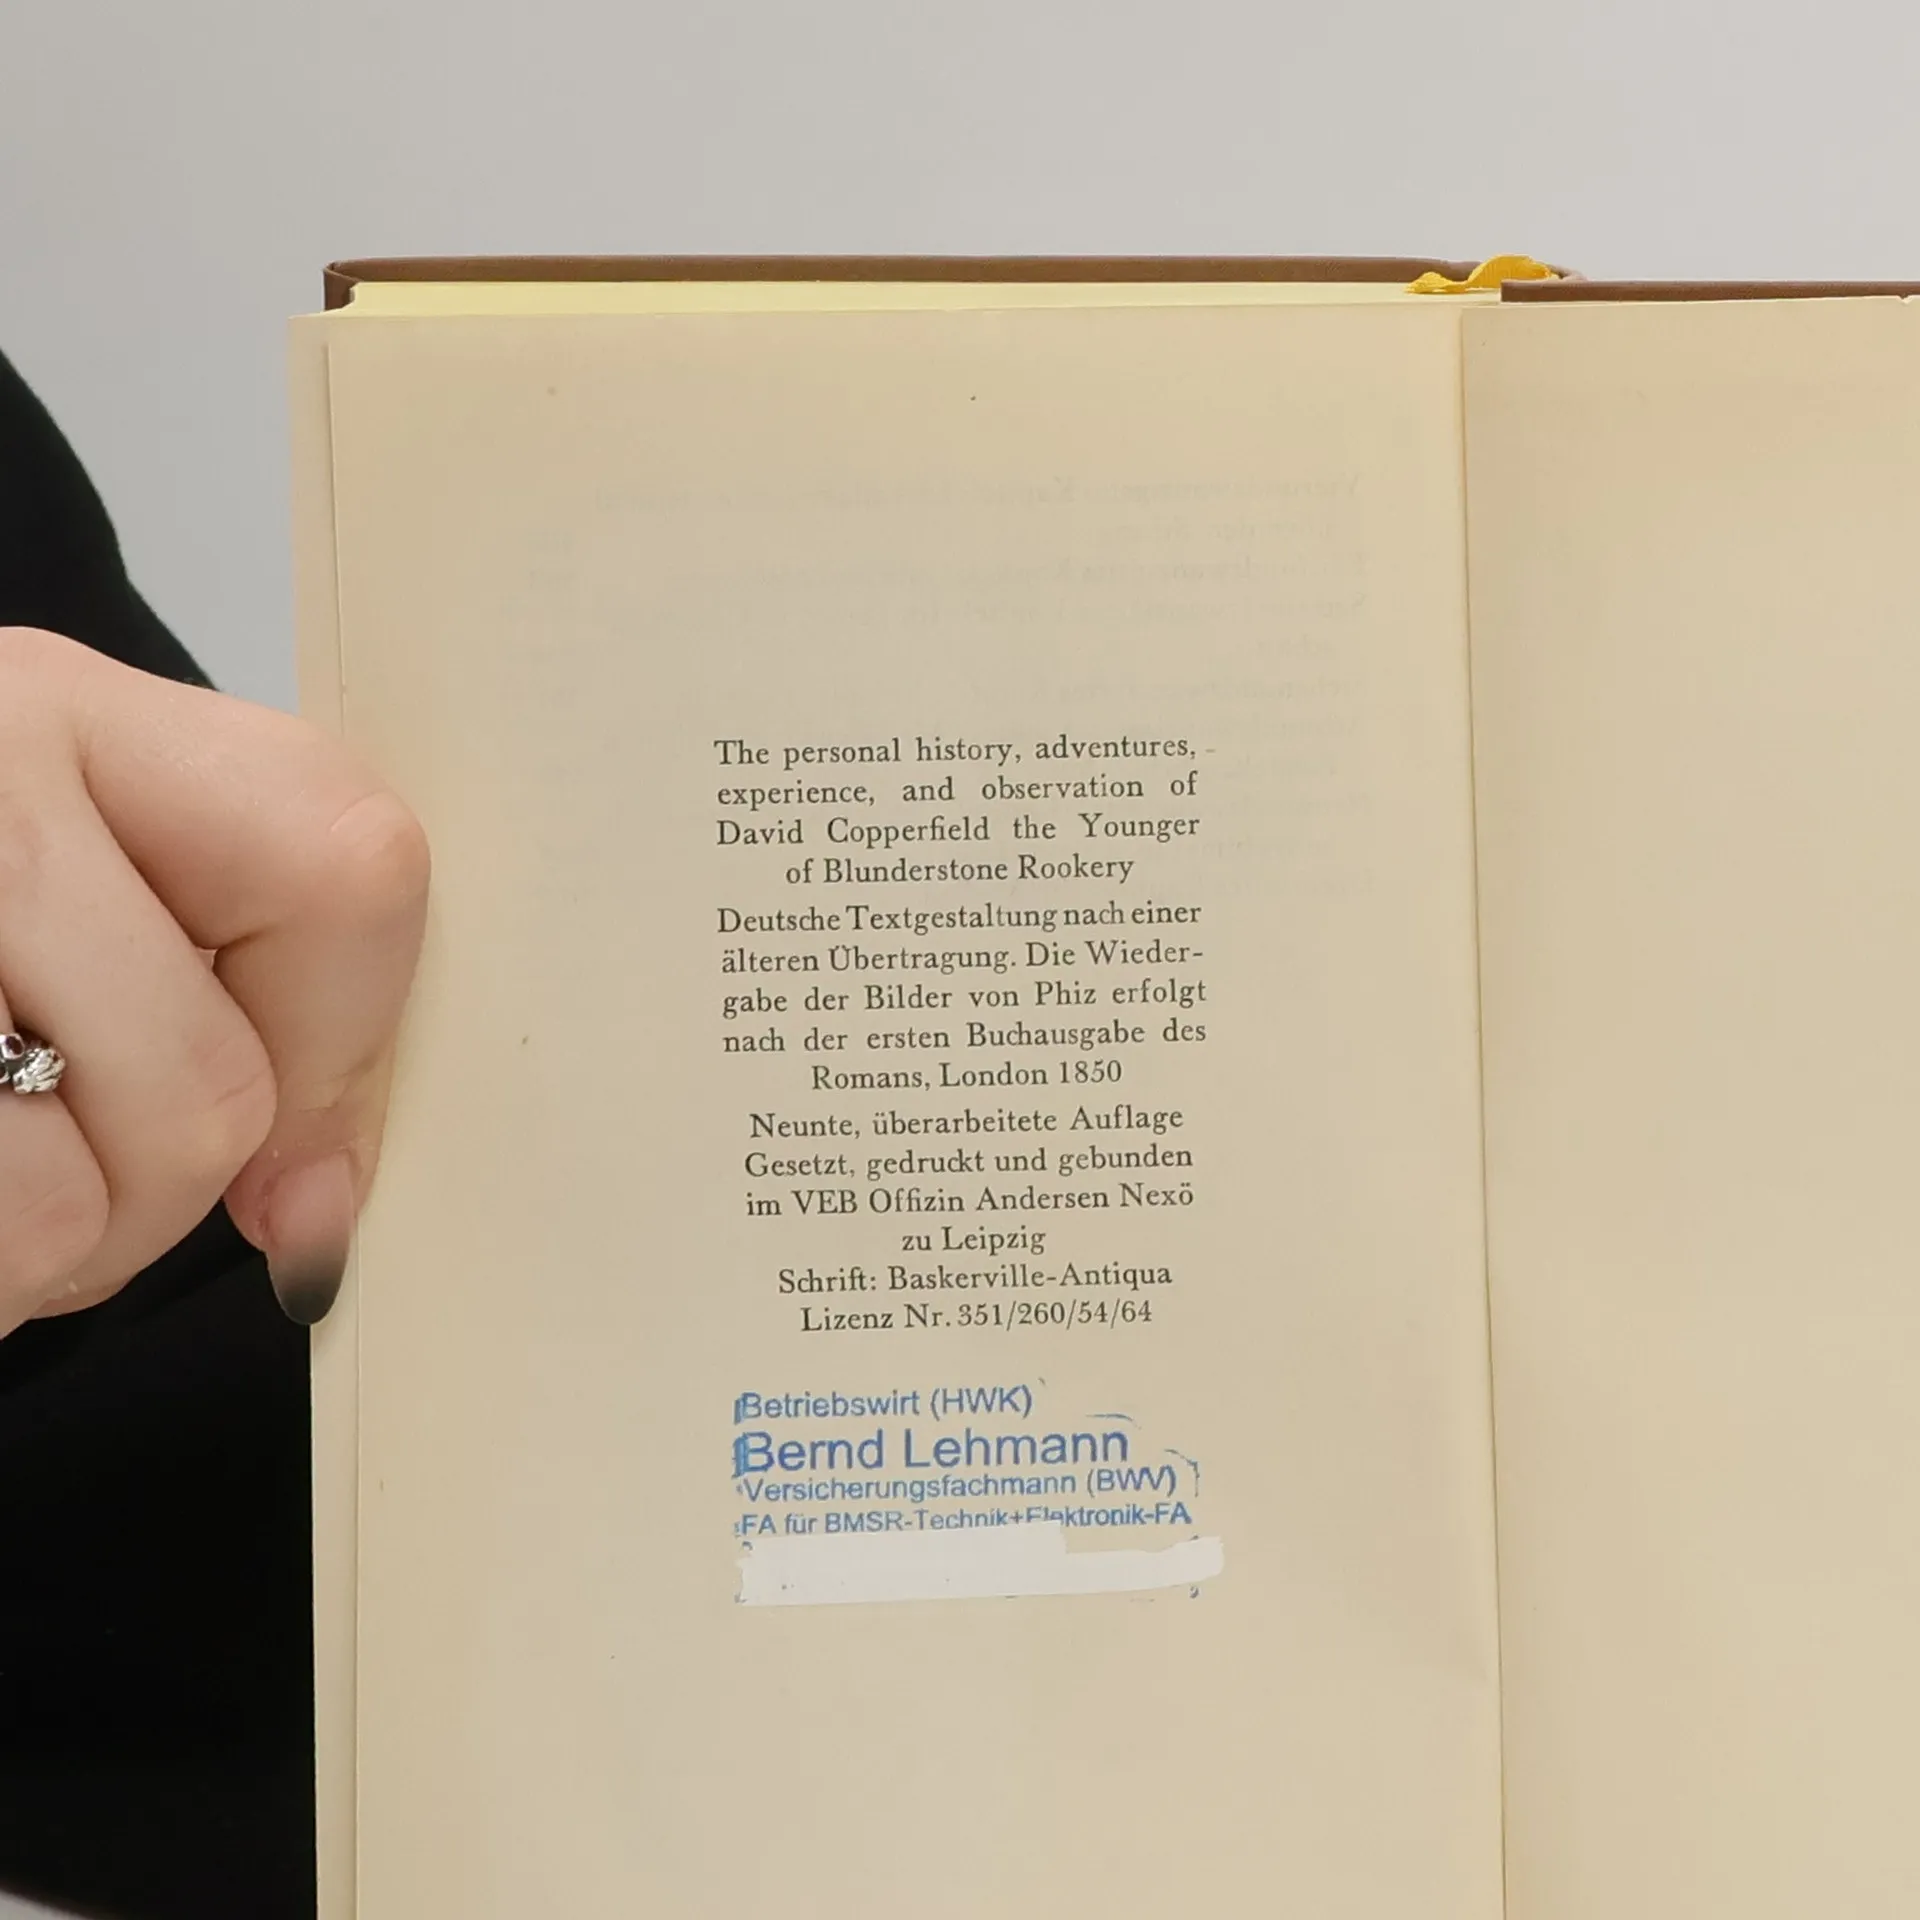 The personal history, adventures,
experience, and observation of
David Copperfield the Younger
of Blunderstone Rookery
Deutsche Textgestaltung nach einer
älteren Übertragung. Die Wieder-
gabe der Bilder von Phiz erfolgt
nach der ersten Buchausgabe des
Romans, London 1850
Neunte, überarbeitete Auflage
Gesetzt, gedruckt und gebunden
im VEB Offizin Andersen Nexö
zu Leipzig
Schrift: Baskerville-Antiqua
Lizenz Nr. 351/260/54/64
Betriebswirt (HWK)
Bernd Lehmann
Versicherungsfachmann (BWV)
FA für BMSR-Technik+Elektronik-FA